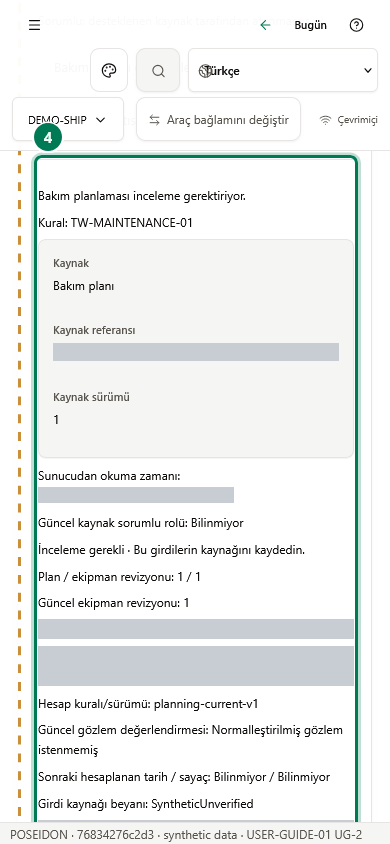 Bugün
Türkçe
DEMO-SHIP
Araç bağlamını değiştir
Çevrimiçi
4
Bakım planlaması inceleme gerektiriyor.
Kural: TW-MAINTENANCE-01
Kaynak
Bakım planı
Kaynak referansı
Kaynak sürümü
1
Sunucudan okuma zamanı:
Güncel kaynak sorumlu rolü: Bilinmiyor
İnceleme gerekli · Bu girdilerin kaynağını kaydedin.
Plan / ekipman revizyonu: 1 / 1
Güncel ekipman revizyonu: 1
Hesap kuralı/sürümü: planning-current-v1
Güncel gözlem değerlendirmesi: Normalleştirilmiş gözlem
istenmemiş
Sonraki hesaplanan tarih / sayaç: Bilinmiyor / Bilinmiyor
Girdi kaynağı beyanı: SyntheticUnverified
POSEIDON · 76834276c2d3 · synthetic data · USER-GUIDE-01 UG-2